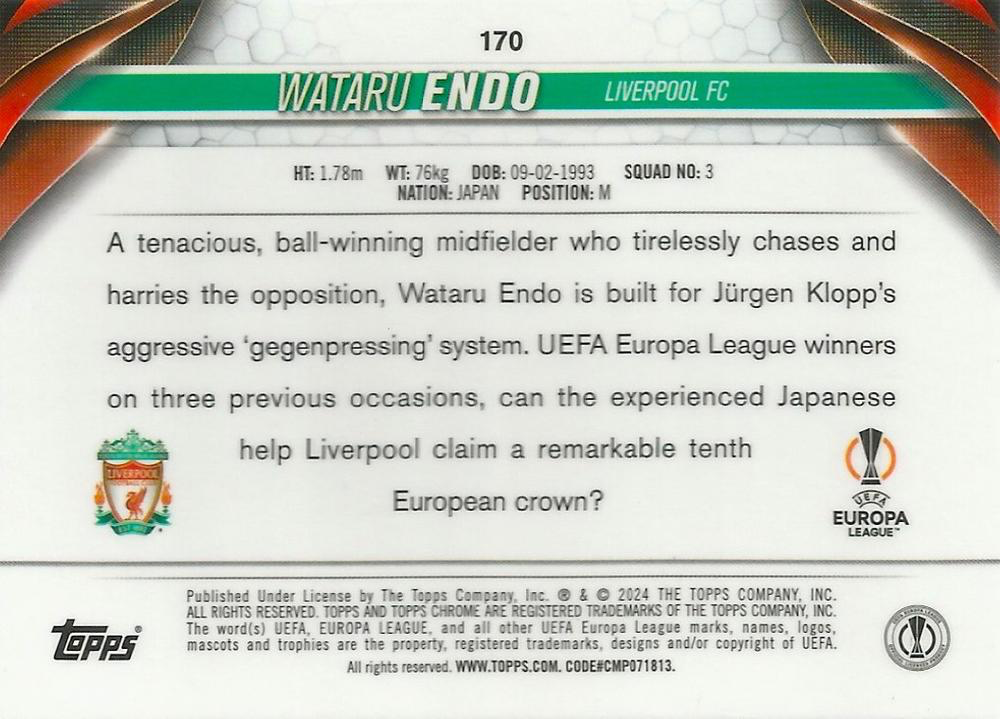 170
WATARU ENDO LIVERPOOL FC
HT: 1.78m WT: 76kg DOB: 09-02-1993 SQUAD NO: 3
NATION: JAPAN POSITION: M
A tenacious, ball-winning midfielder who tirelessly chases and
harries the opposition, Wataru Endo is built for Jürgen Klopp's
aggressive 'gegenpressing' system. UEFA Europa League winners
on three previous occasions, can the experienced Japanese
help Liverpool claim a remarkable tenth
European crown?
LIVERPOOL
FOOTBALL CLUB
EST 1892
UEFA
EUROPA
LEAGUE™
Published Under License by The Topps Company, Inc. ® & © 2024 THE TOPPS COMPANY, INC.
ALL RIGHTS RESERVED. TOPPS AND TOPPS CHROME ARE REGISTERED TRADEMARKS OF THE TOPPS COMPANY, INC.
The word(s) UEFA, EUROPA LEAGUE, and all other UEFA Europa League marks, names, logos,
mascots and trophies are the property, registered trademarks, designs and/or copyright of UEFA.
All rights reserved. WWW.TOPPS.COM. CODE#CMP071813.
Topps®